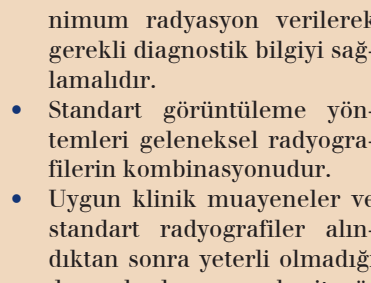 nimum radyasyon verilerek
gerekli diagnostik bilgiyi sağ-
lamalıdır.
• Standart görüntüleme yön-
temleri geleneksel radyogra-
filerin kombinasyonudur.
• Uygun klinik muayeneler ve
standart radyografiler alın-
dıktan sonra yeterli olmadığı